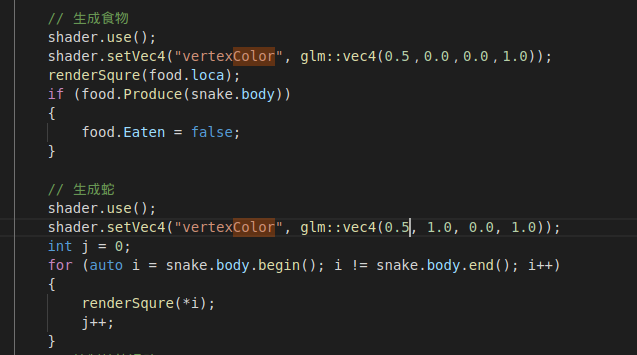 // 生成食物
shader.use();
shader.setVec4("vertexColor", glm::vec4(0.5，0.0，0.0，1.0));
renderSqure(food.loca);
if (food.Produce(snake.body))
{
food.Eaten = false;
}
// 生成蛇
shader.use();
shader.setVec4("vertexColor", glm::vec4(0.5, 1.0, 0.0, 1.0));
int j = 0;
for (auto i = snake.body.begin(); i != snake.body.end(); i++)
{
renderSqure(*i);
j++;
}